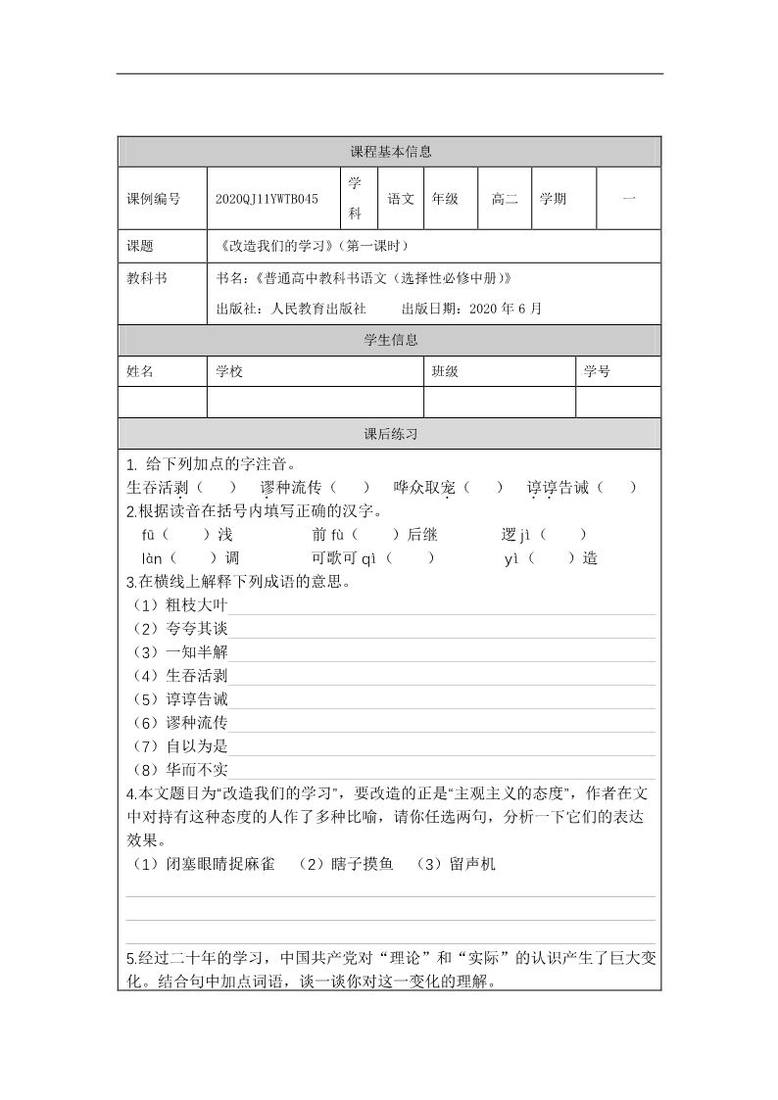 课程基本信息
课例编号 2020QJ11YWTB045 学科 语文 年级 高二 学期 一
课题 《改造我们的学习》（第一课时）
教科书 书名：《普通高中教科书语文（选择性必修中册）》
出版社：人民教育出版社 出版日期：2020 年 6 月
学生信息
姓名 学校 班级 学号
课后练习
1. 给下列加点的字注音。
生吞活剥（ ） 谬种流传（ ） 哗众取宠（ ） 谆谆告诫（ ）
2.根据读音在括号内填写正确的汉字。
fū（ ）浅 前 fù（ ）后继 逻 jì（ ）
làn（ ）调 可歌可 qì（ ） yì（ ）造
3.在横线上解释下列成语的意思。
（1）粗枝大叶
（2）夸夸其谈
（3）一知半解
（4）生吞活剥
（5）谆谆告诫
（6）谬种流传
（7）自以为是
（8）华而不实
4.本文题目为“改造我们的学习”，要改造的正是“主观主义的态度”，作者在文
中对持有这种态度的人作了多种比喻，请你任选两句，分析一下它们的表达
效果。
（1）闭塞眼睛捉麻雀 （2）瞎子摸鱼 （3）留声机
5.经过二十年的学习，中国共产党对“理论”和“实际”的认识产生了巨大变
化。结合句中加点词语，谈一谈你对这一变化的理解。